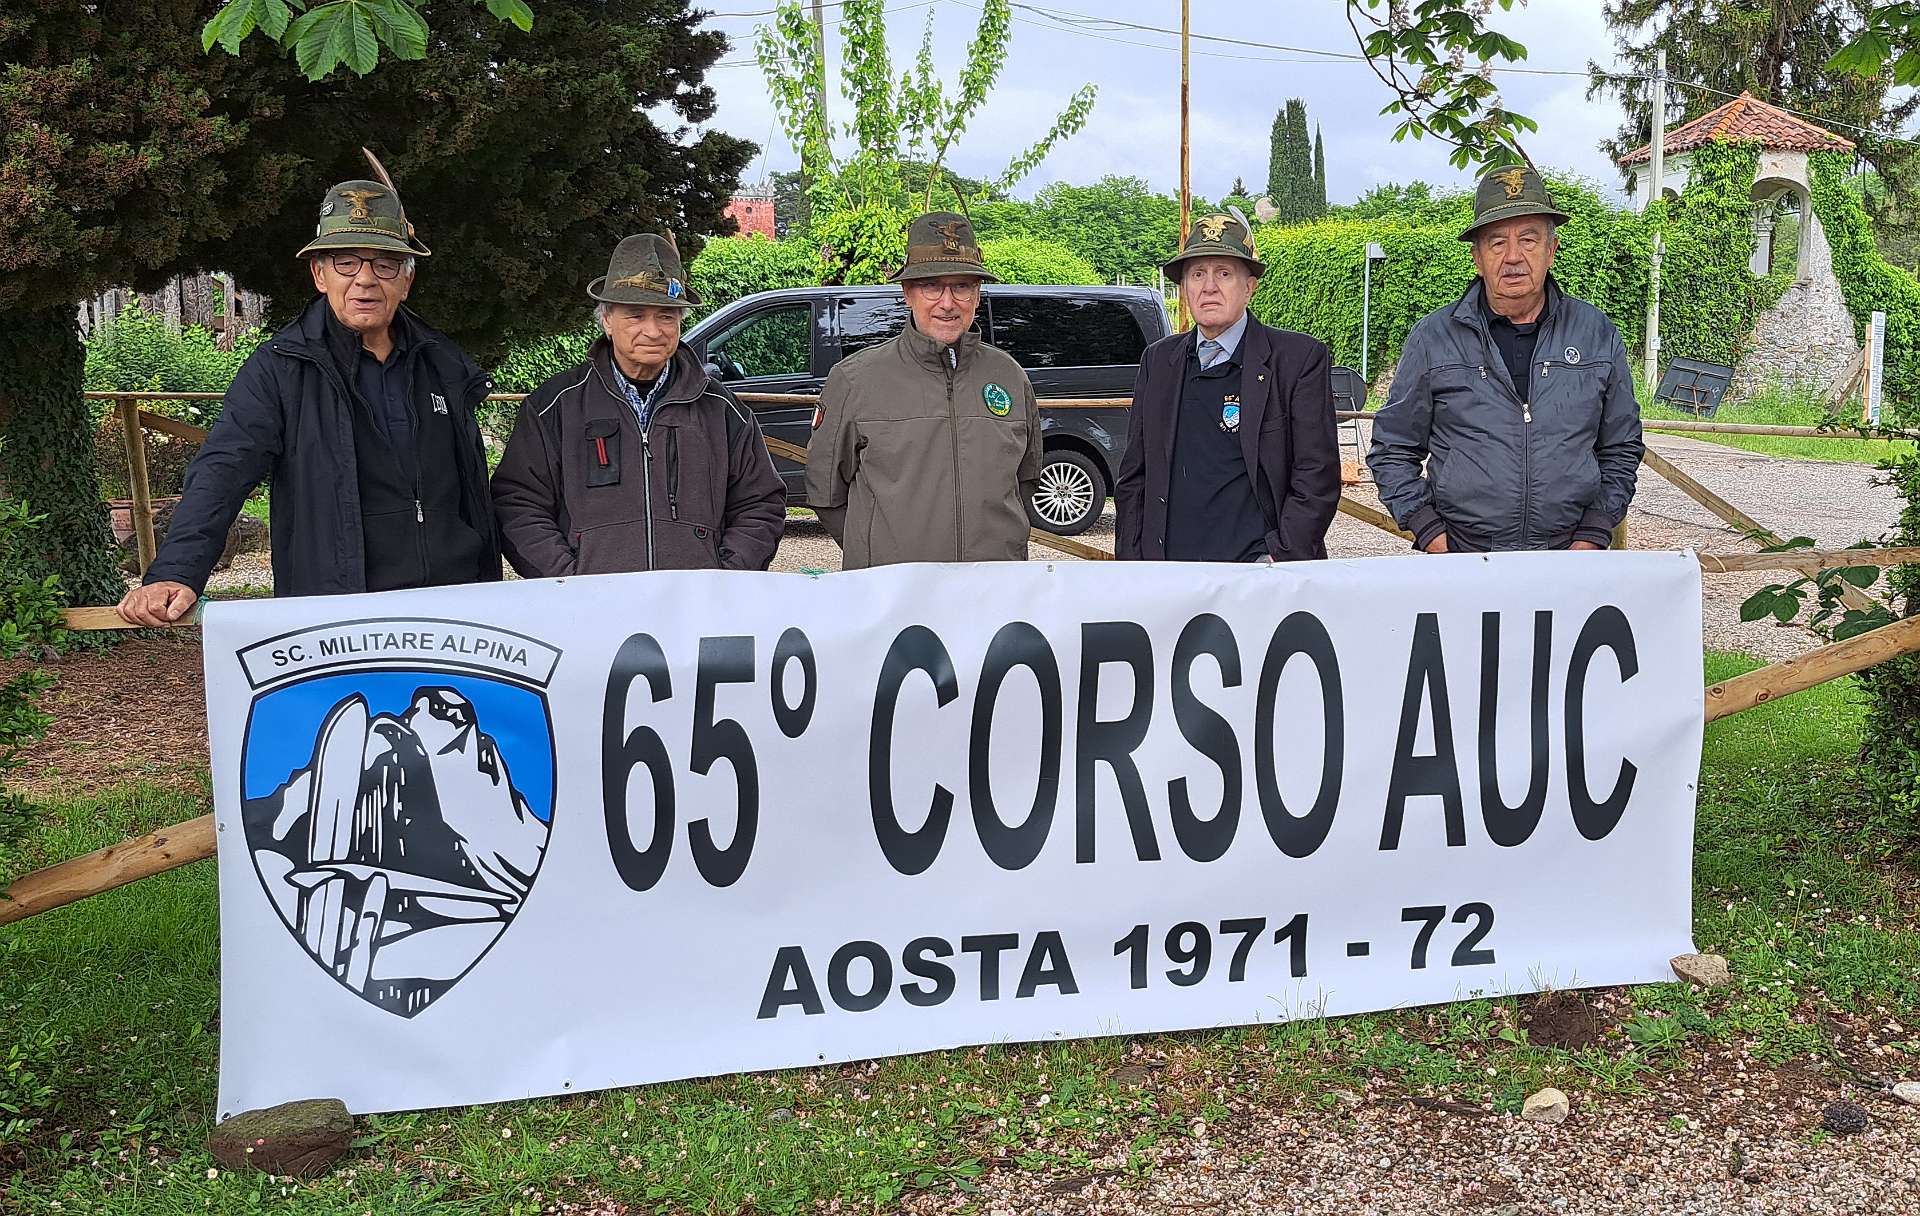 SC. MILITARE ALPINA
65° CORSO AUC
AOSTA 1971 - 72